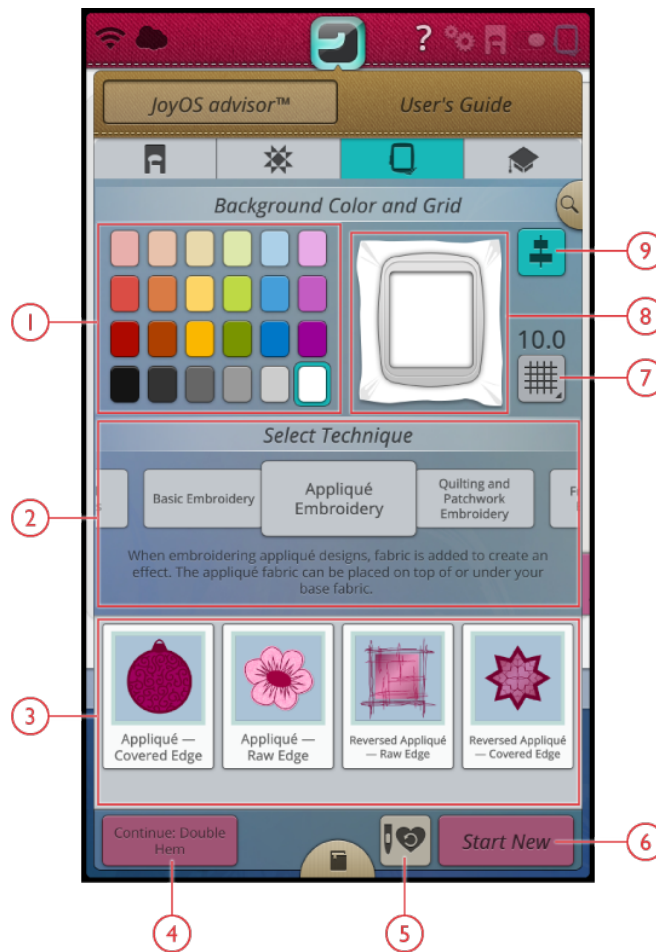 ?
JoyOS advisor™
User's Guide
Background Color and Grid
1
9
8
10.0
7
Select Technique
2
Basic Embroidery
Appliqué
Embroidery
Quilting and
Patchwork
Embroidery
When embroidering appliqué designs, fabric is added to create an
effect. The appliqué fabric can be placed on top of or under your
base fabric.
3
Appliqué —
Covered Edge
Appliqué —
Raw Edge
Reversed Appliqué
— Raw Edge
Reversed Appliqué
— Covered Edge
Continue: Double
Hem
Start New
6
4
5